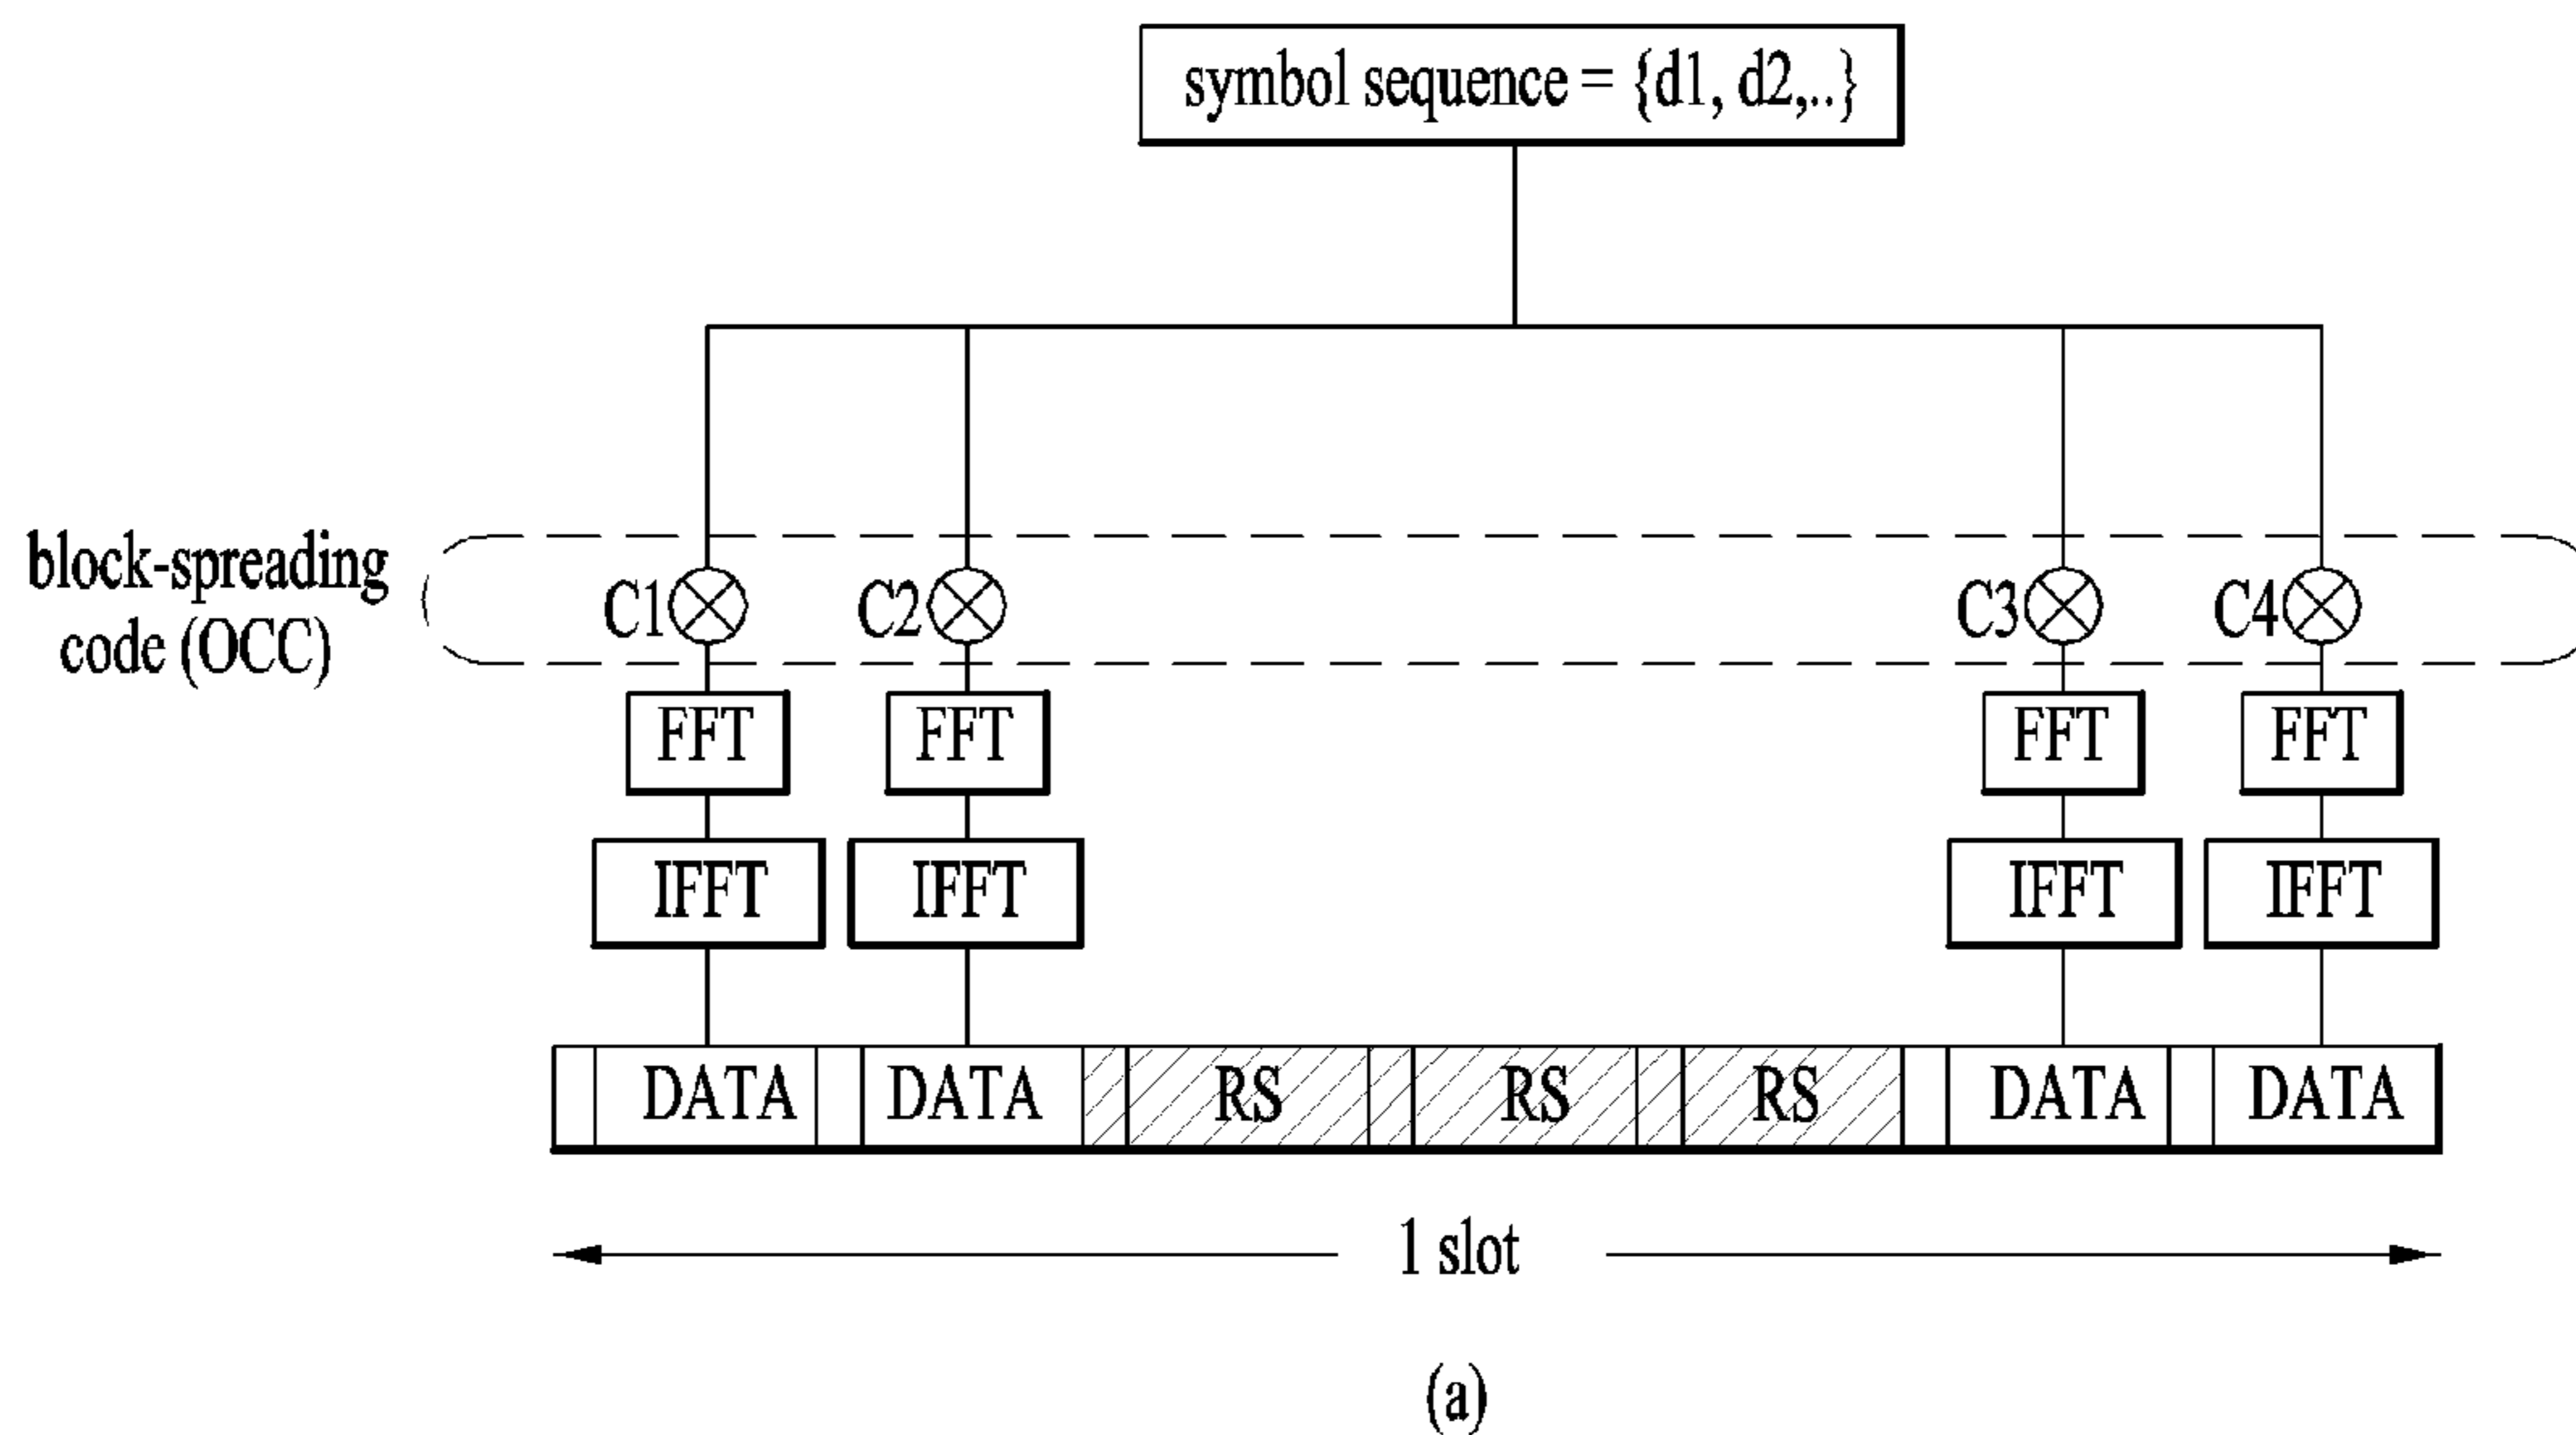 symbol sequence = {d1, d2,..}
block-spreading
code (OCC)
C1 C2 C3 C4
FFT FFT FFT FFT
IFFT IFFT IFFT IFFT
DATA DATA RS RS RS DATA DATA
1 slot
(a)